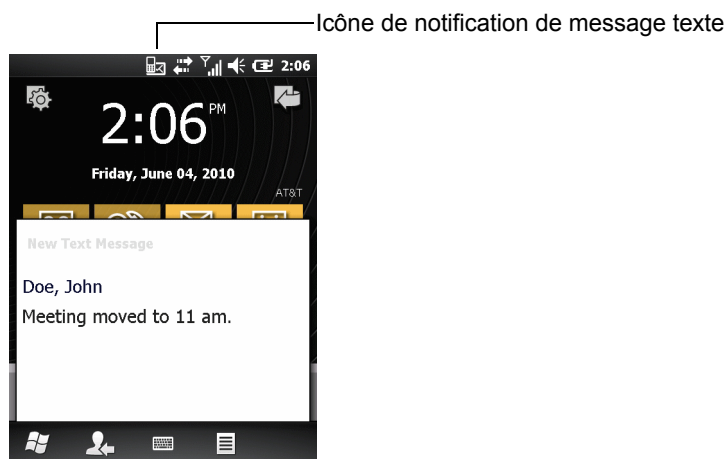 Icône de notification de message texte
2:06
2:06 PM
Friday, June 04, 2010
AT&T
New Text Message
Doe, John
Meeting moved to 11 am.